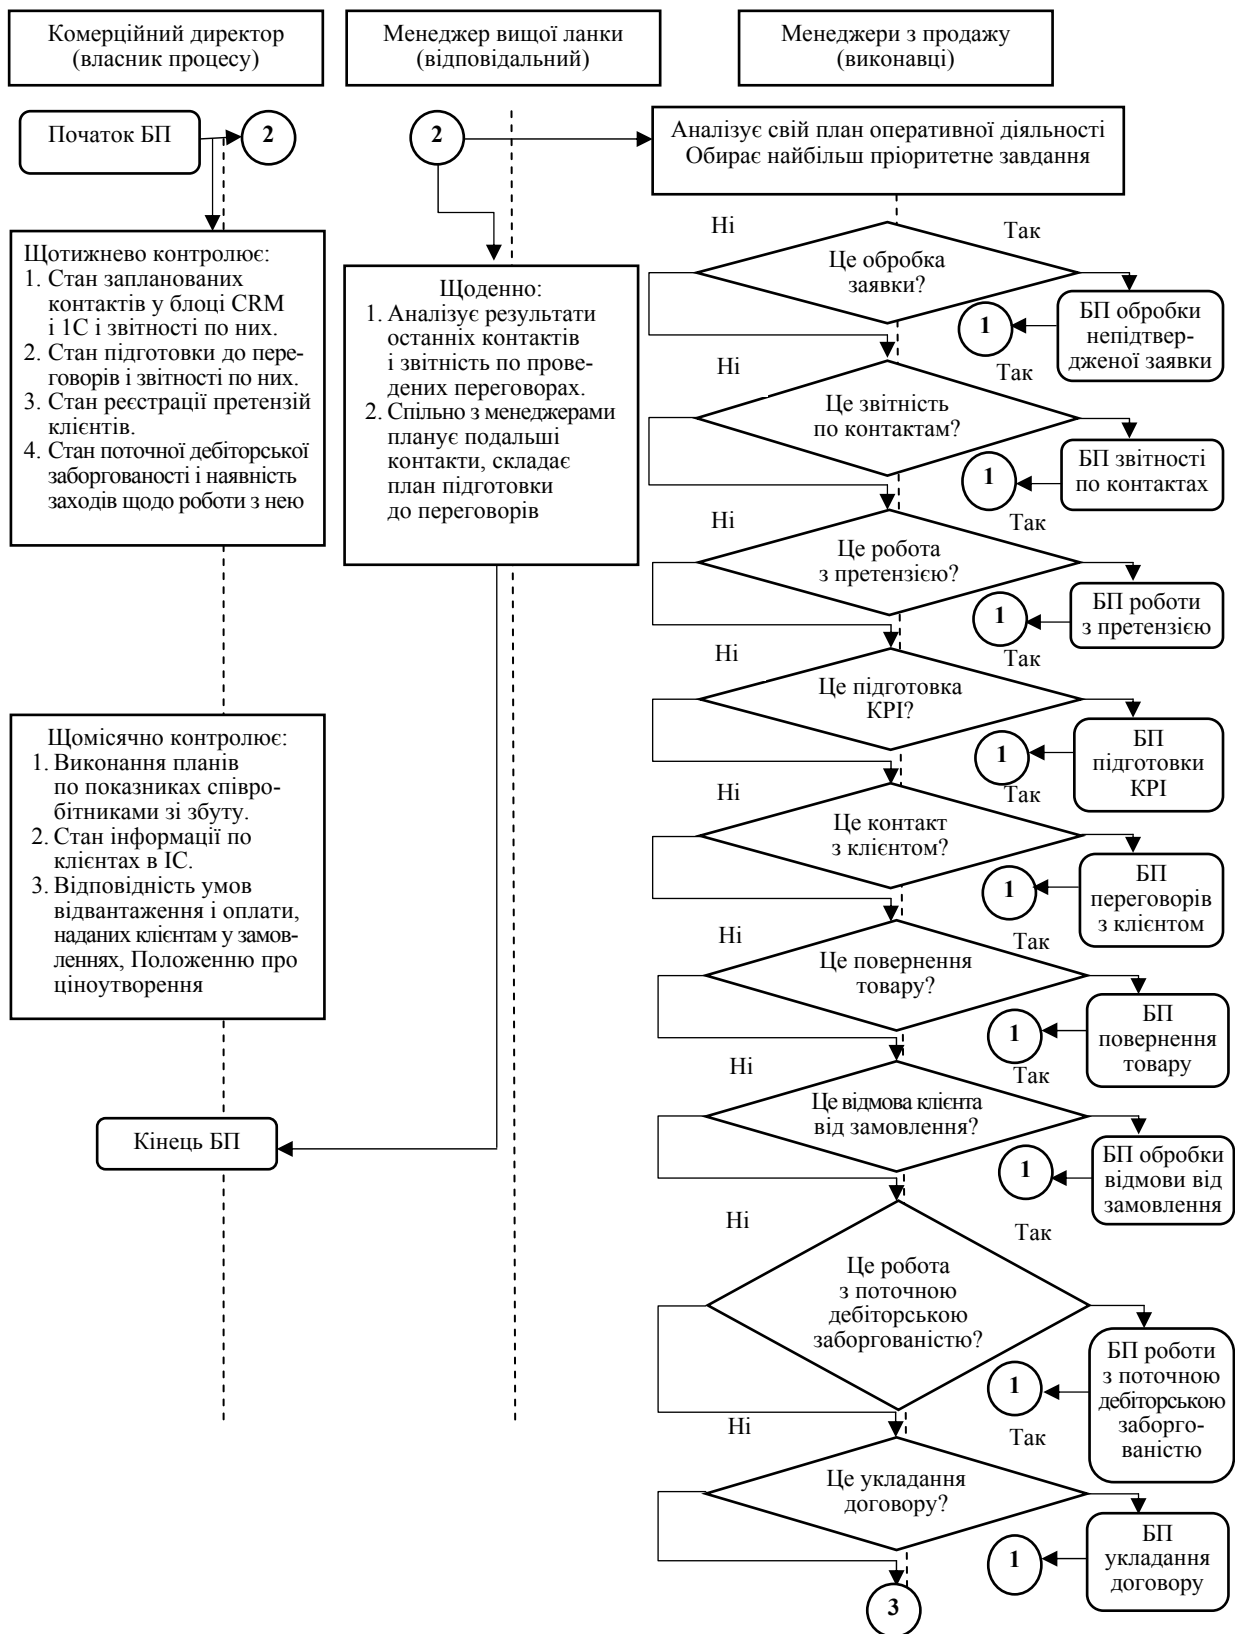 Комерційний директор
(власник процесу)
Менеджер вищої ланки
(відповідальний)
Менеджери з продажу
(виконавці)
Початок БП
2
2
Аналізує свій план оперативної діяльності
Обирає найбільш пріоритетне завдання
Щотижнево контролює:
1. Стан запланованих
контактів у блоці CRM
і 1С і звітності по них.
2. Стан підготовки до пере-
говорів і звітності по них.
3. Стан реєстрації претензій
клієнтів.
4. Стан поточної дебіторської
заборгованості і наявність
заходів щодо роботи з нею
Щомісячно контролює:
1. Виконання планів
по показниках співро-
бітниками зі збуту.
2. Стан інформації по
клієнтах в ІС.
3. Відповідність умов
відвантаження і оплати,
наданих клієнтам у замов-
леннях, Положенню про
ціноутворення
Кінець БП
Щоденно:
1. Аналізує результати
останніх контактів
і звітність по прове-
дених переговорах.
2. Спільно з менеджерами
планує подальші
контакти, складає
план підготовки
до переговорів
Ні
Так
Це обробка
заявки?
1
БП обробки
непідтвер-
дженої заявки
Ні
Так
Це звітність
по контактам?
1
БП звітності
по контактах
Ні
Так
Це робота
з претензією?
1
БП роботи
з претензією
Ні
Так
Це підготовка
KPI?
1
БП
підготовки
KPI
Ні
Так
Це контакт
з клієнтом?
1
БП
переговорів
з клієнтом
Ні
Так
Це повернення
товару?
1
БП
повернення
товару
Ні
Так
Це відмова клієнта
від замовлення?
1
БП обробки
відмови від
замовлення
Ні
Так
Це робота
з поточною
дебіторською
заборгованістю?
1
БП роботи
з поточною
дебіторською
заборго-
ваністю
Ні
Так
Це укладання
договору?
1
БП
укладання
договору
3